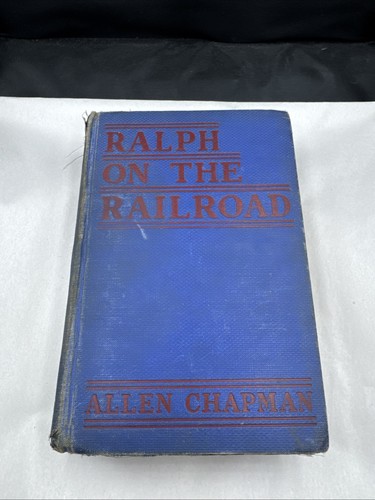 RALPH
ON THE
RAILROAD
ALLEN CHAPMAN